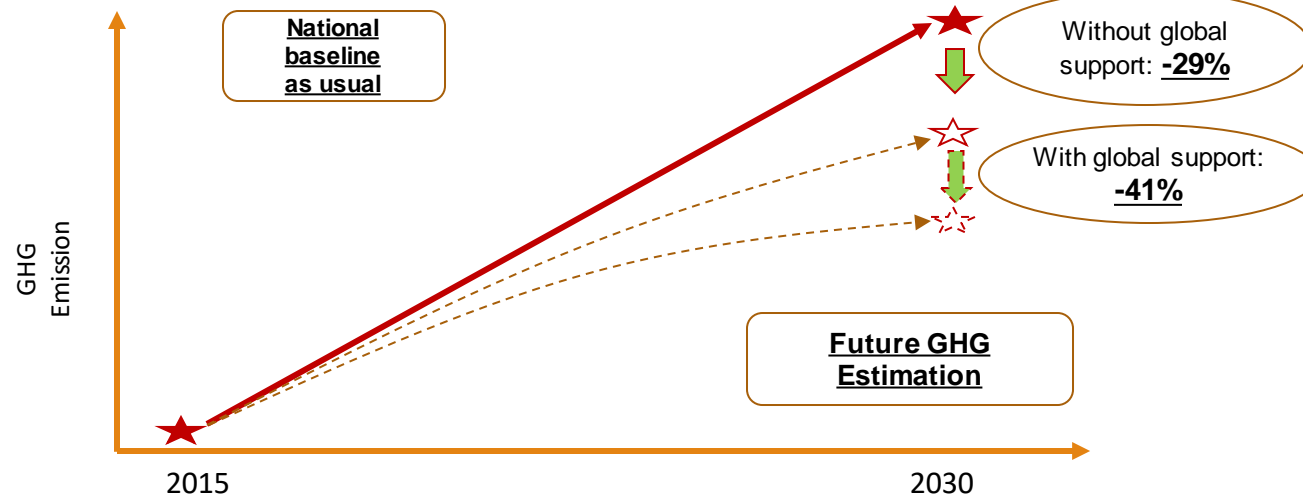 National
baseline
as usual
Without global
support: -29%
With global support:
-41%
GHG
Emission
Future GHG
Estimation
2015
2030